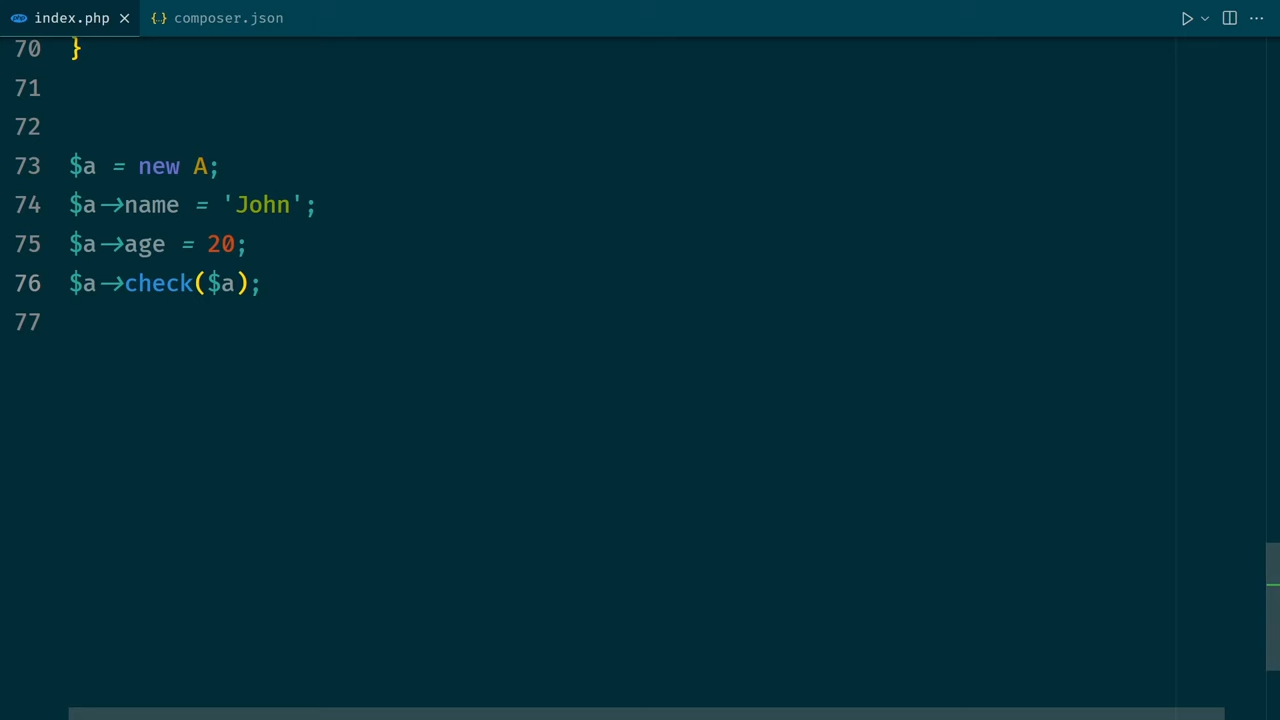 index.php composer.json
70 }
71
72
73 $a = new A;
74 $a->name = 'John';
75 $a->age = 20;
76 $a->check($a);
77